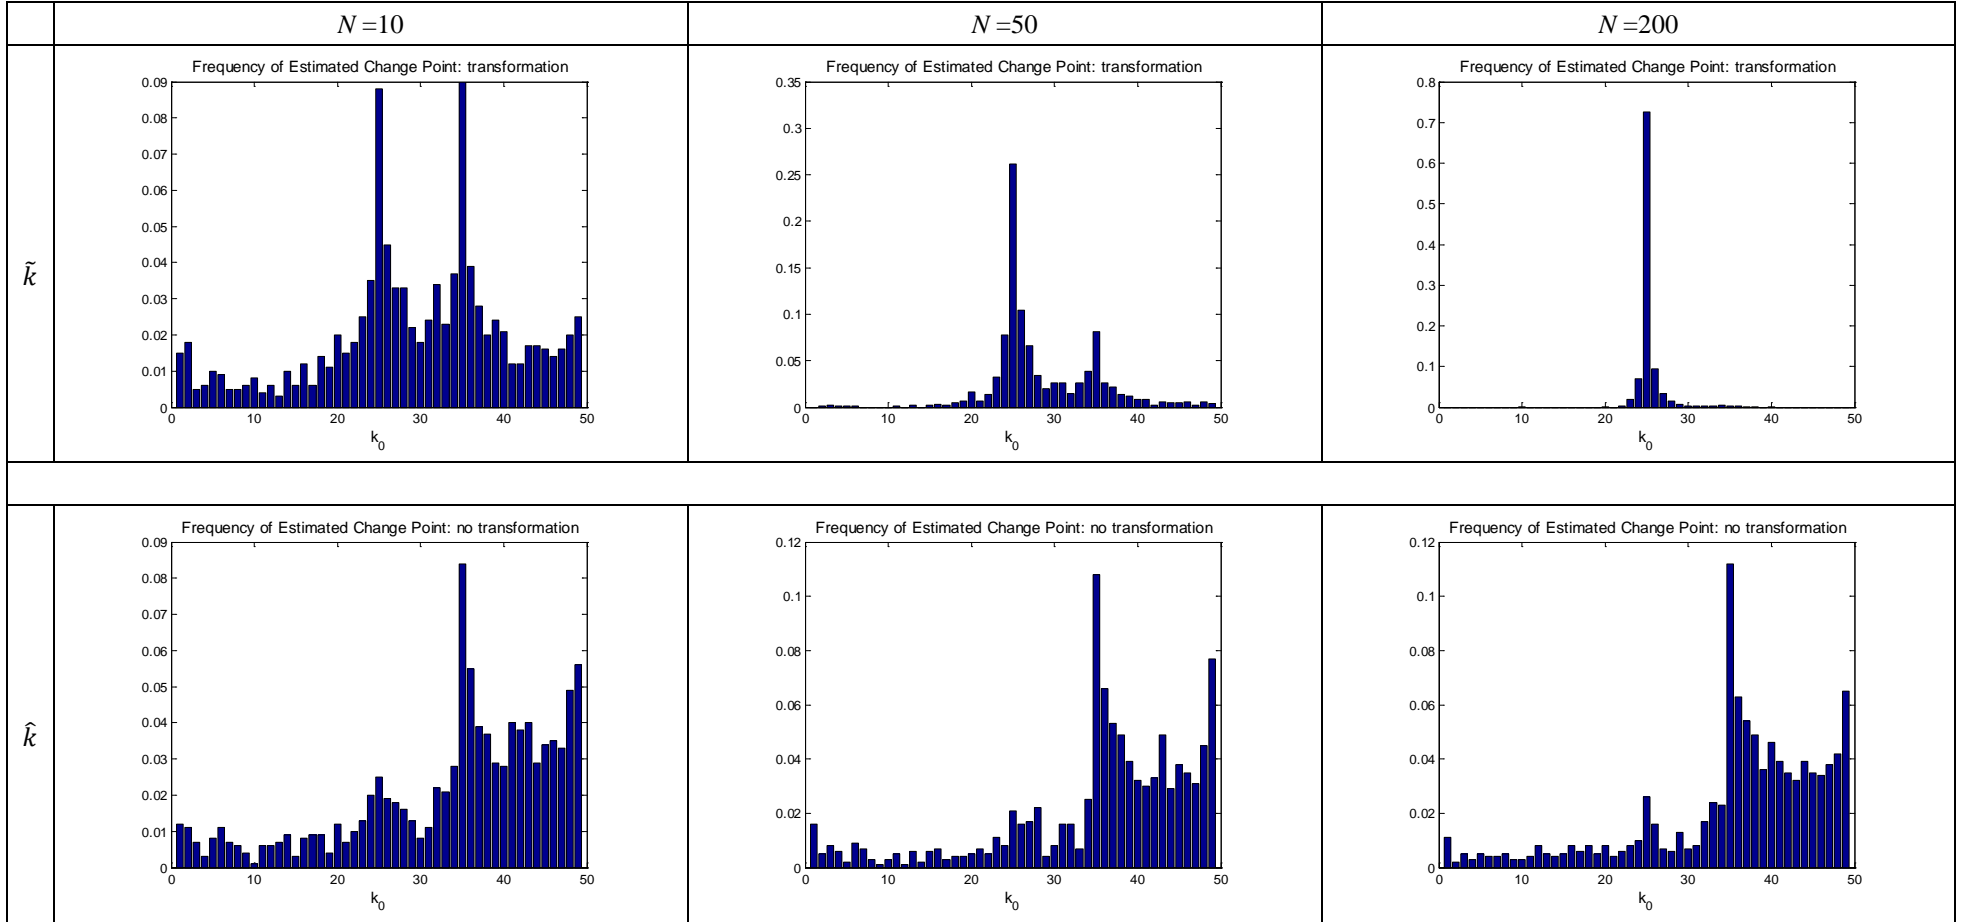 N =10
N =50
N =200
k̃
Frequency of Estimated Change Point: transformation
0.09
0.08
0.07
0.06
0.05
0.04
0.03
0.02
0.01
0
0 10 20 30 40 50
k0
Frequency of Estimated Change Point: transformation
0.35
0.3
0.25
0.2
0.15
0.1
0.05
0
0 10 20 30 40 50
k0
Frequency of Estimated Change Point: transformation
0.8
0.7
0.6
0.5
0.4
0.3
0.2
0.1
0
0 10 20 30 40 50
k0
k̂
Frequency of Estimated Change Point: no transformation
0.09
0.08
0.07
0.06
0.05
0.04
0.03
0.02
0.01
0
0 10 20 30 40 50
k0
Frequency of Estimated Change Point: no transformation
0.12
0.1
0.08
0.06
0.04
0.02
0
0 10 20 30 40 50
k0
Frequency of Estimated Change Point: no transformation
0.12
0.1
0.08
0.06
0.04
0.02
0
0 10 20 30 40 50
k0